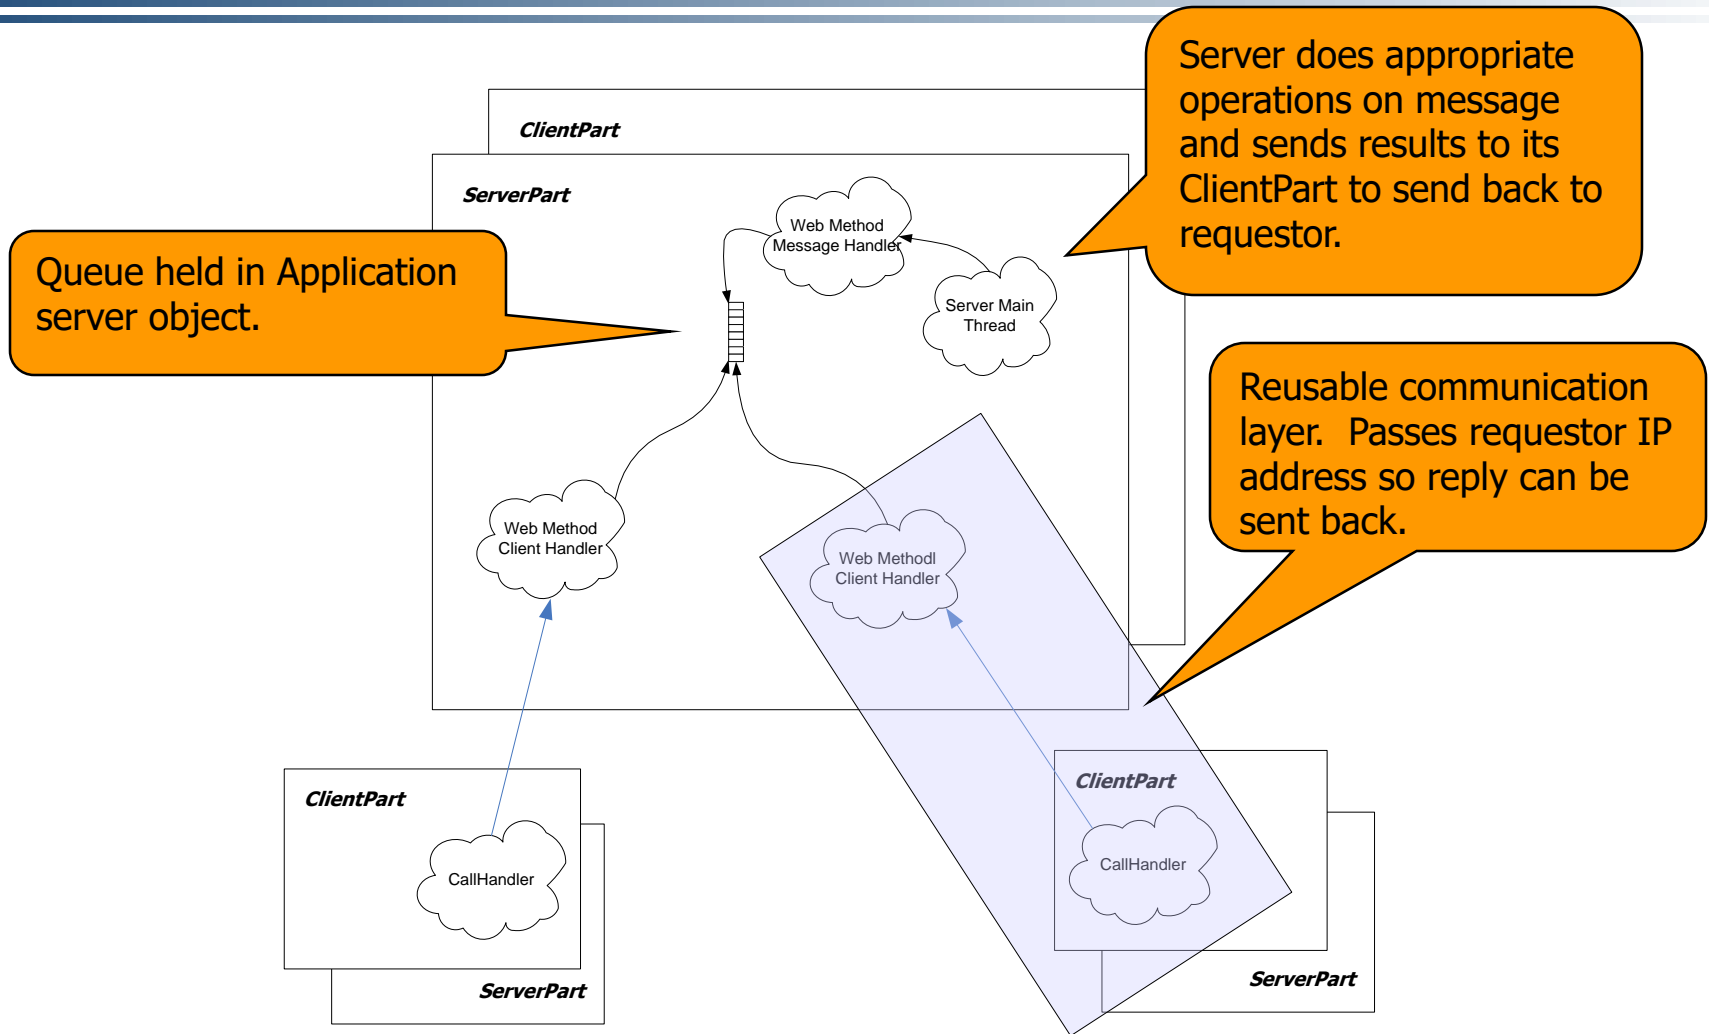 Server does appropriate
operations on message
and sends results to its
ClientPart to send back to
requestor.
ClientPart
ServerPart
Web Method
Message Handler
Queue held in Application
server object.
Server Main
Thread
Reusable communication
layer.  Passes requestor IP
address so reply can be
sent back.
Web Method
Client Handler
Web Methodl
Client Handler
ClientPart
CallHandler
ServerPart
ClientPart
CallHandler
ServerPart